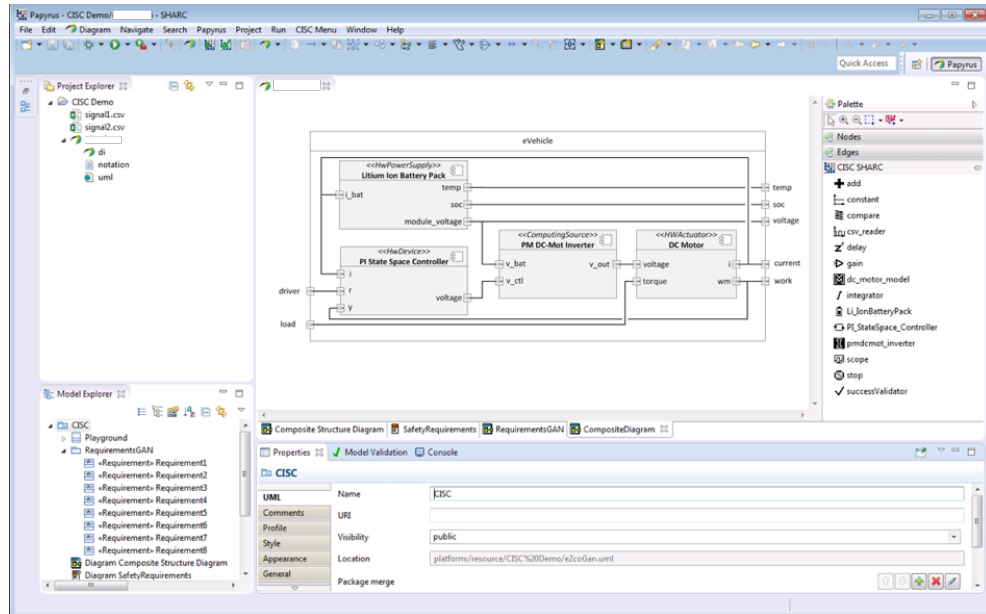 Papyrus - CISC Demo/ i - SHARC
File Edit Diagram Navigate Search Papyrus Project Run CISC Menu Window Help
Quick Access Papyrus
Project Explorer
CISC Demo
signal1.csv
signal2.csv
di
notation
uml
eVehicle
<<HwPowerSupply>>
Litium Ion Battery Pack
i_bat
temp
soc
module_voltage
<<HwDevice>>
PI State Space Controller
i
r
y
voltage
<<ComputingSource>>
PM DC-Mot Inverter
v_bat
v_ctl
v_out
<<HWActuator>>
DC Motor
voltage
torque
i
wm
driver
load
temp
soc
voltage
current
work
Palette
Nodes
Edges
CISC SHARC
add
constant
compare
csv_reader
delay
gain
dc_motor_model
integrator
Li_IonBatteryPack
PI_StateSpace_Controller
pmdcmot_inverter
scope
stop
successValidator
Model Explorer
CISC
Playground
RequirementsGAN
«Requirement» Requirement1
«Requirement» Requirement2
«Requirement» Requirement3
«Requirement» Requirement4
«Requirement» Requirement5
«Requirement» Requirement6
«Requirement» Requirement7
«Requirement» Requirement8
Diagram Composite Structure Diagram
Diagram SafetyRequirements
Composite Structure Diagram SafetyRequirements RequirementsGAN CompositeDiagram
Properties Model Validation Console
CISC
UML
Comments
Profile
Style
Appearance
General
Name CISC
URI
Visibility public
Location platform:/resource/CISC%20Demo/e2coGan.uml
Package merge